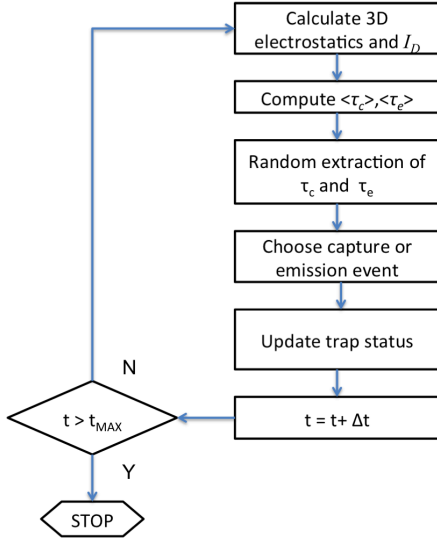 Calculate 3D
electrostatics and I_D
Compute <τ_c>,<τ_e>
Random extraction of
τ_c and τ_e
Choose capture or
emission event
Update trap status
t = t+ Δt
N
t > t_MAX
Y
STOP